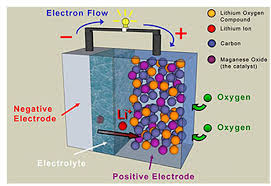 Electron Flow
Lithium Oxygen
Compound
Lithium Ion
Carbon
Maganese Oxide
(the catalyst)
−
+
Negative
Electrode
Li+
Oxygen
Oxygen
Electrolyte
Positive Electrode